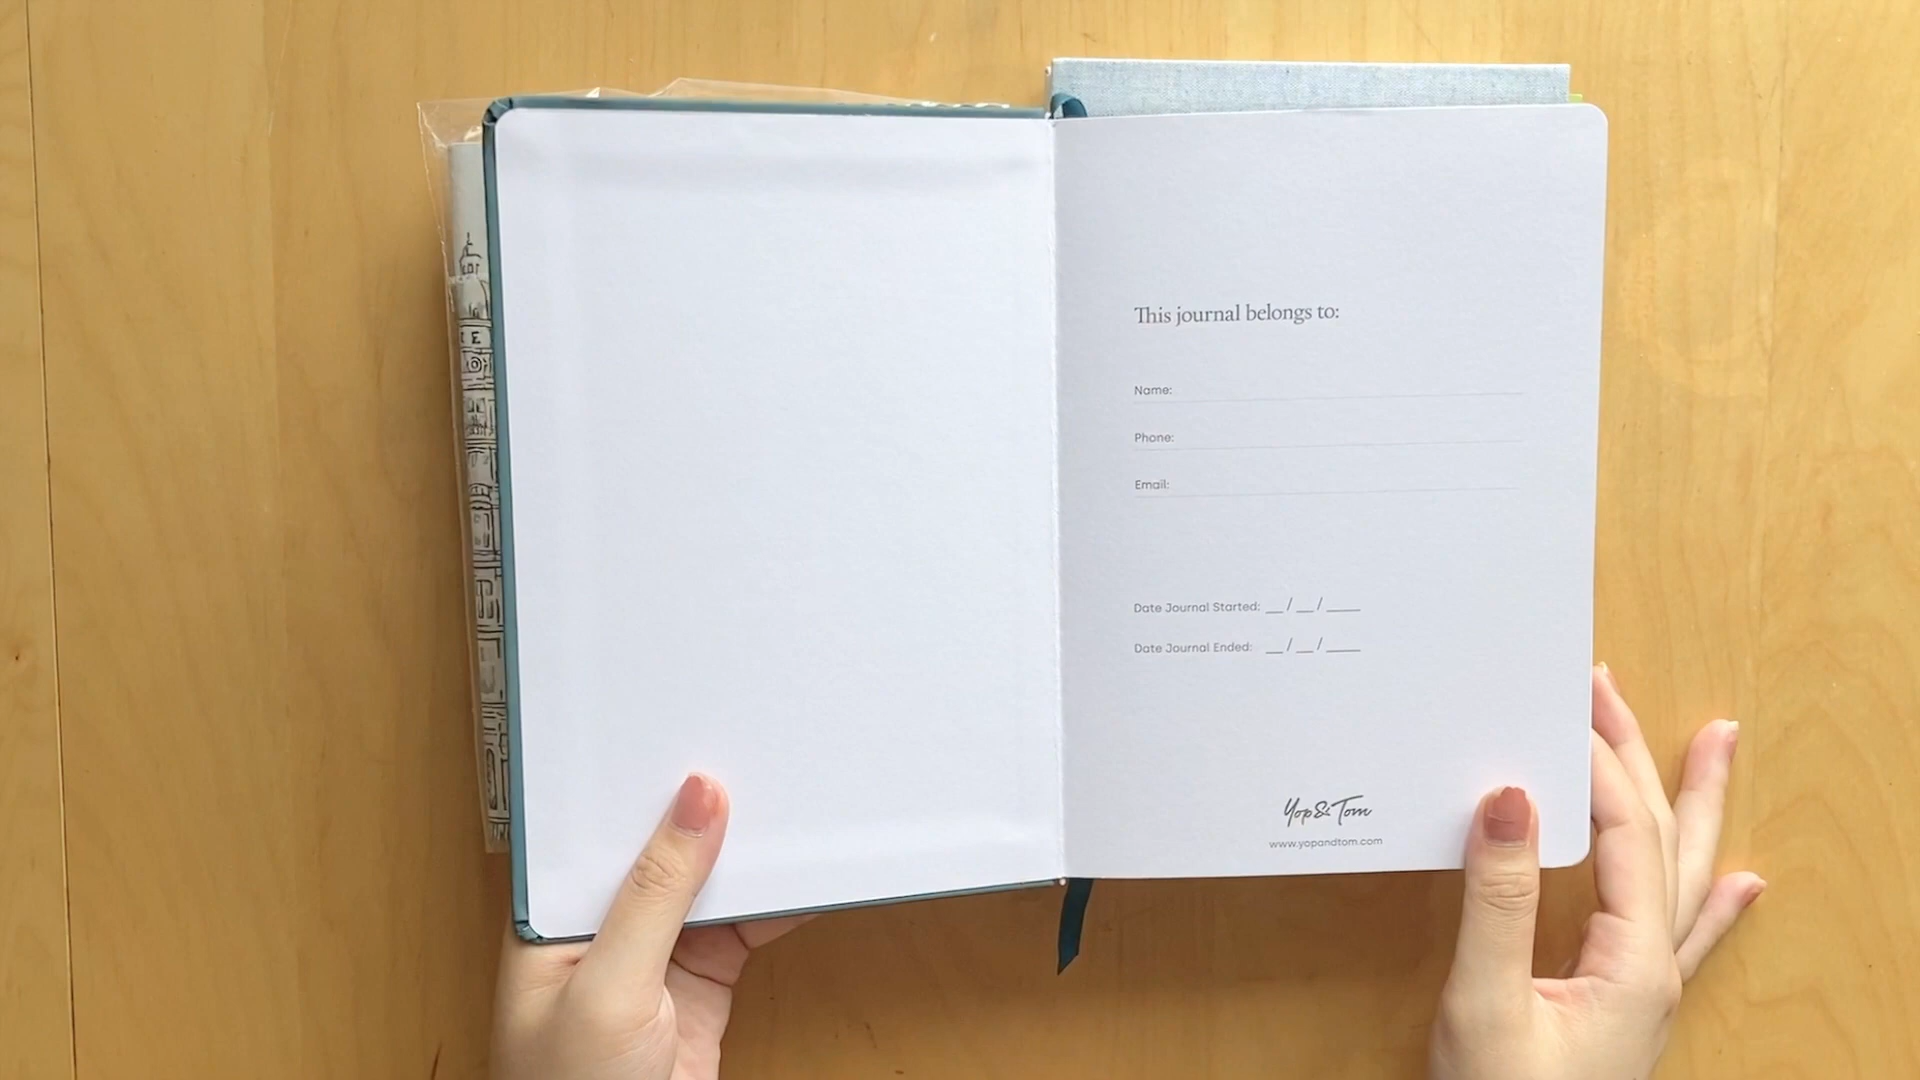 This journal belongs to:
Name:
Phone:
Email:
Date Journal Started: __ / __ / ____
Date Journal Ended: __ / __ / ____
Yop & Tom
www.yopandtom.com